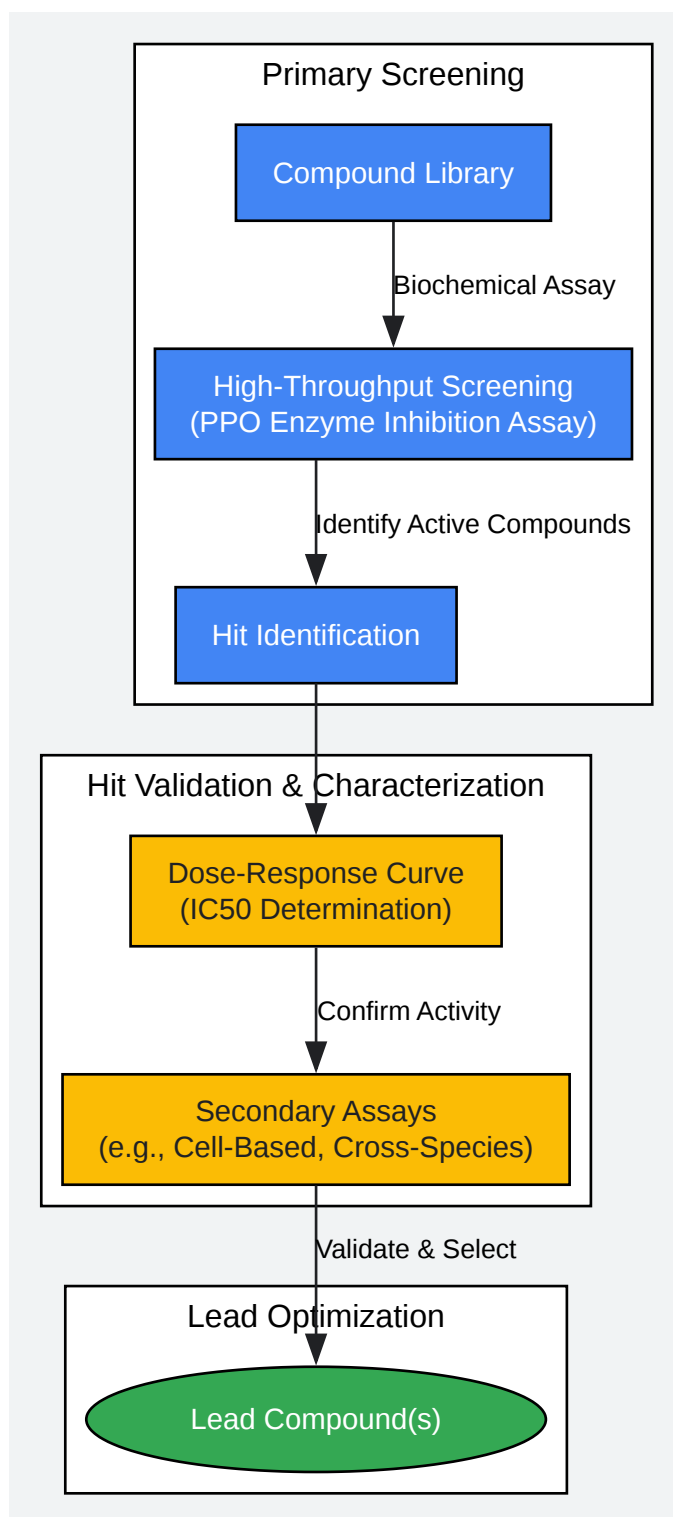 Primary Screening
Compound Library
Biochemical Assay
High-Throughput Screening
(PPO Enzyme Inhibition Assay)
Identify Active Compounds
Hit Identification
Hit Validation & Characterization
Dose-Response Curve
(IC50 Determination)
Confirm Activity
Secondary Assays
(e.g., Cell-Based, Cross-Species)
Validate & Select
Lead Optimization
Lead Compound(s)